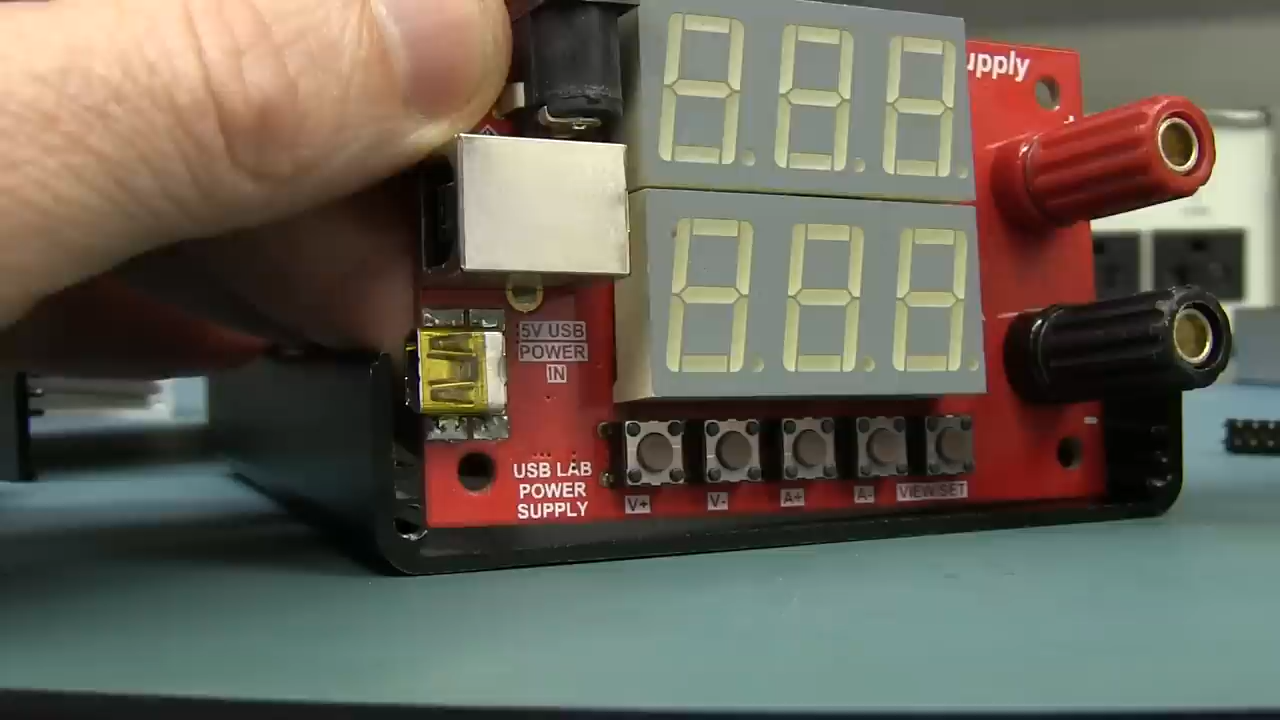 upply
+
5V USB
POWER
IN
USB LAB
POWER
SUPPLY
V+
V-
A+
A-
VIEW/SET
-